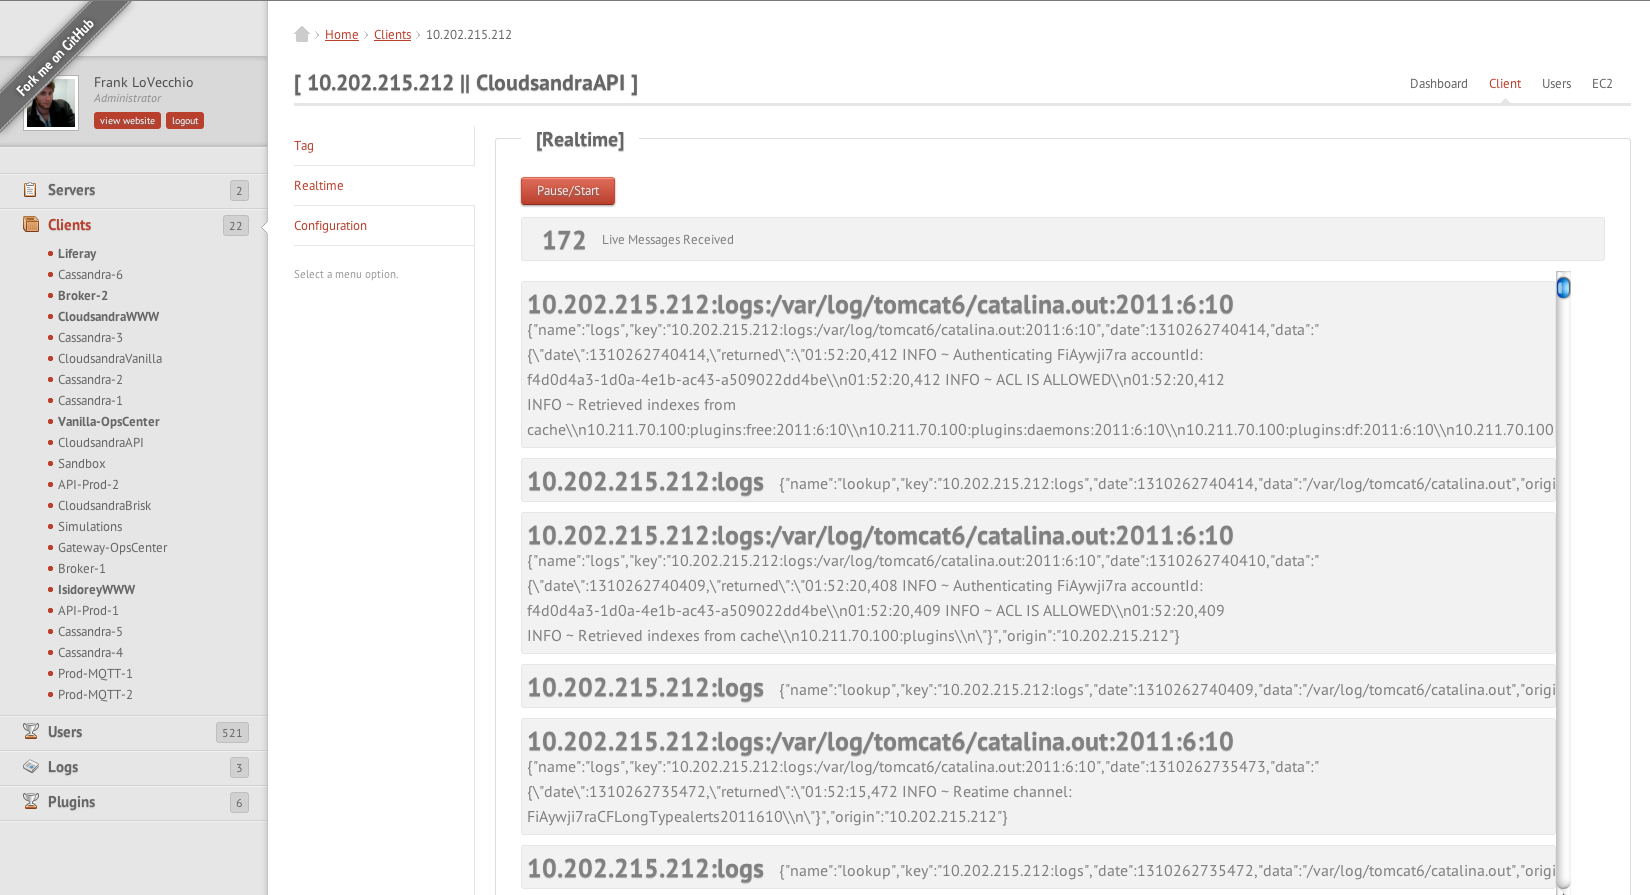 Fork me on GitHub
Frank LoVecchio
Administrator
view website logout
Servers 2
Clients 22
Liferay
Cassandra-6
Broker-2
CloudsandraWWW
Cassandra-3
CloudsandraVanilla
Cassandra-2
Cassandra-1
Vanilla-OpsCenter
CloudsandraAPI
Sandbox
API-Prod-2
CloudsandraBrisk
Simulations
Gateway-OpsCenter
Broker-1
IsidoreyWWW
API-Prod-1
Cassandra-5
Cassandra-4
Prod-MQTT-1
Prod-MQTT-2
Users 521
Logs 3
Plugins 6
Home Clients 10.202.215.212
[ 10.202.215.212 || CloudsandraAPI ]
Dashboard Client Users EC2
Tag
Realtime
Configuration
Select a menu option.
[Realtime]
Pause/Start
172 Live Messages Received
10.202.215.212:logs:/var/log/tomcat6/catalina.out:2011:6:10
{"name":"logs","key":"10.202.215.212:logs:/var/log/tomcat6/catalina.out:2011:6:10","date":1310262740414,"data":"
{\"date\":1310262740414,\"returned\":\"01:52:20,412 INFO ~ Authenticating FiAywji7ra accountId:
f4d0d4a3-1d0a-4e1b-ac43-a509022dd4be\\n01:52:20,412 INFO ~ ACL IS ALLOWED\\n01:52:20,412
INFO ~ Retrieved indexes from
cache\\n10.211.70.100:plugins:free:2011:6:10\\n10.211.70.100:plugins:daemons:2011:6:10\\n10.211.70.100:plugins:df:2011:6:10\\n10.211.70.100
10.202.215.212:logs {"name":"lookup","key":"10.202.215.212:logs","date":1310262740414,"data":"/var/log/tomcat6/catalina.out","origi
10.202.215.212:logs:/var/log/tomcat6/catalina.out:2011:6:10
{"name":"logs","key":"10.202.215.212:logs:/var/log/tomcat6/catalina.out:2011:6:10","date":1310262740410,"data":"
{\"date\":1310262740409,\"returned\":\"01:52:20,408 INFO ~ Authenticating FiAywji7ra accountId:
f4d0d4a3-1d0a-4e1b-ac43-a509022dd4be\\n01:52:20,409 INFO ~ ACL IS ALLOWED\\n01:52:20,409
INFO ~ Retrieved indexes from cache\\n10.211.70.100:plugins\\n\"}","origin":"10.202.215.212"}
10.202.215.212:logs {"name":"lookup","key":"10.202.215.212:logs","date":1310262740409,"data":"/var/log/tomcat6/catalina.out","origi
10.202.215.212:logs:/var/log/tomcat6/catalina.out:2011:6:10
{"name":"logs","key":"10.202.215.212:logs:/var/log/tomcat6/catalina.out:2011:6:10","date":1310262735473,"data":"
{\"date\":1310262735472,\"returned\":\"01:52:15,472 INFO ~ Reatime channel:
FiAywji7raCFLongTypealerts2011610\\n\"}","origin":"10.202.215.212"}
10.202.215.212:logs {"name":"lookup","key":"10.202.215.212:logs","date":1310262735472,"data":"/var/log/tomcat6/catalina.out","origi